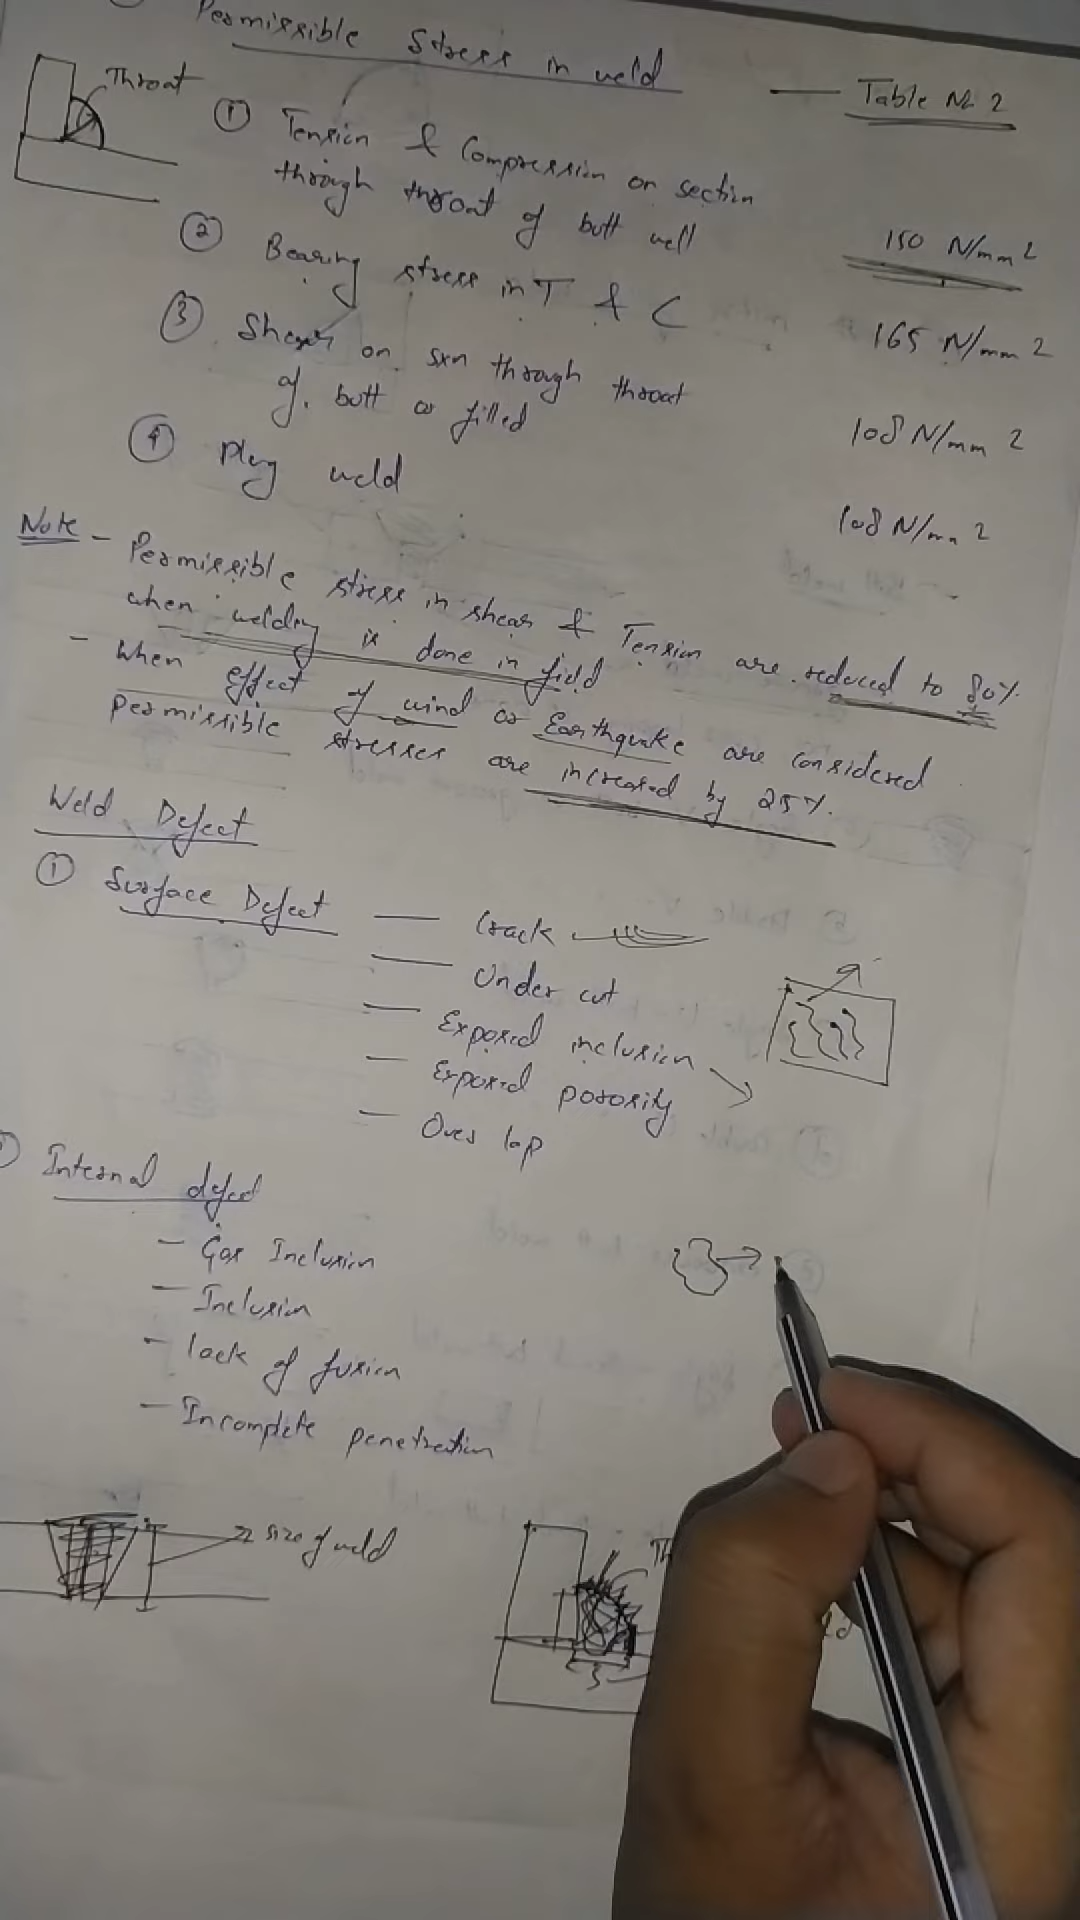 Permissible Stress in weld — Table No 2
Throat
① Tension & Compression on section
through throat of butt well 150 N/mm2
② Bearing stress in T & C 165 N/mm2
③ Shear on sxn through throat
of butt or filled 108 N/mm2
④ Plug weld 108 N/mm2
Note - Permissible stress in shear & Tension are reduced to 80%
when welding is done in field
- When effect of wind or Earthquake are considered
permissible stresses are increased by 25%.
Weld Defect
① Surface Defect — Crack
— Under cut
— Exposed inclusion
— Exposed porosity
— Over lap
Internal defect
- Gas Inclusion
- Inclusion
- lack of fusion
- Incomplete penetration
size of weld
Th
S